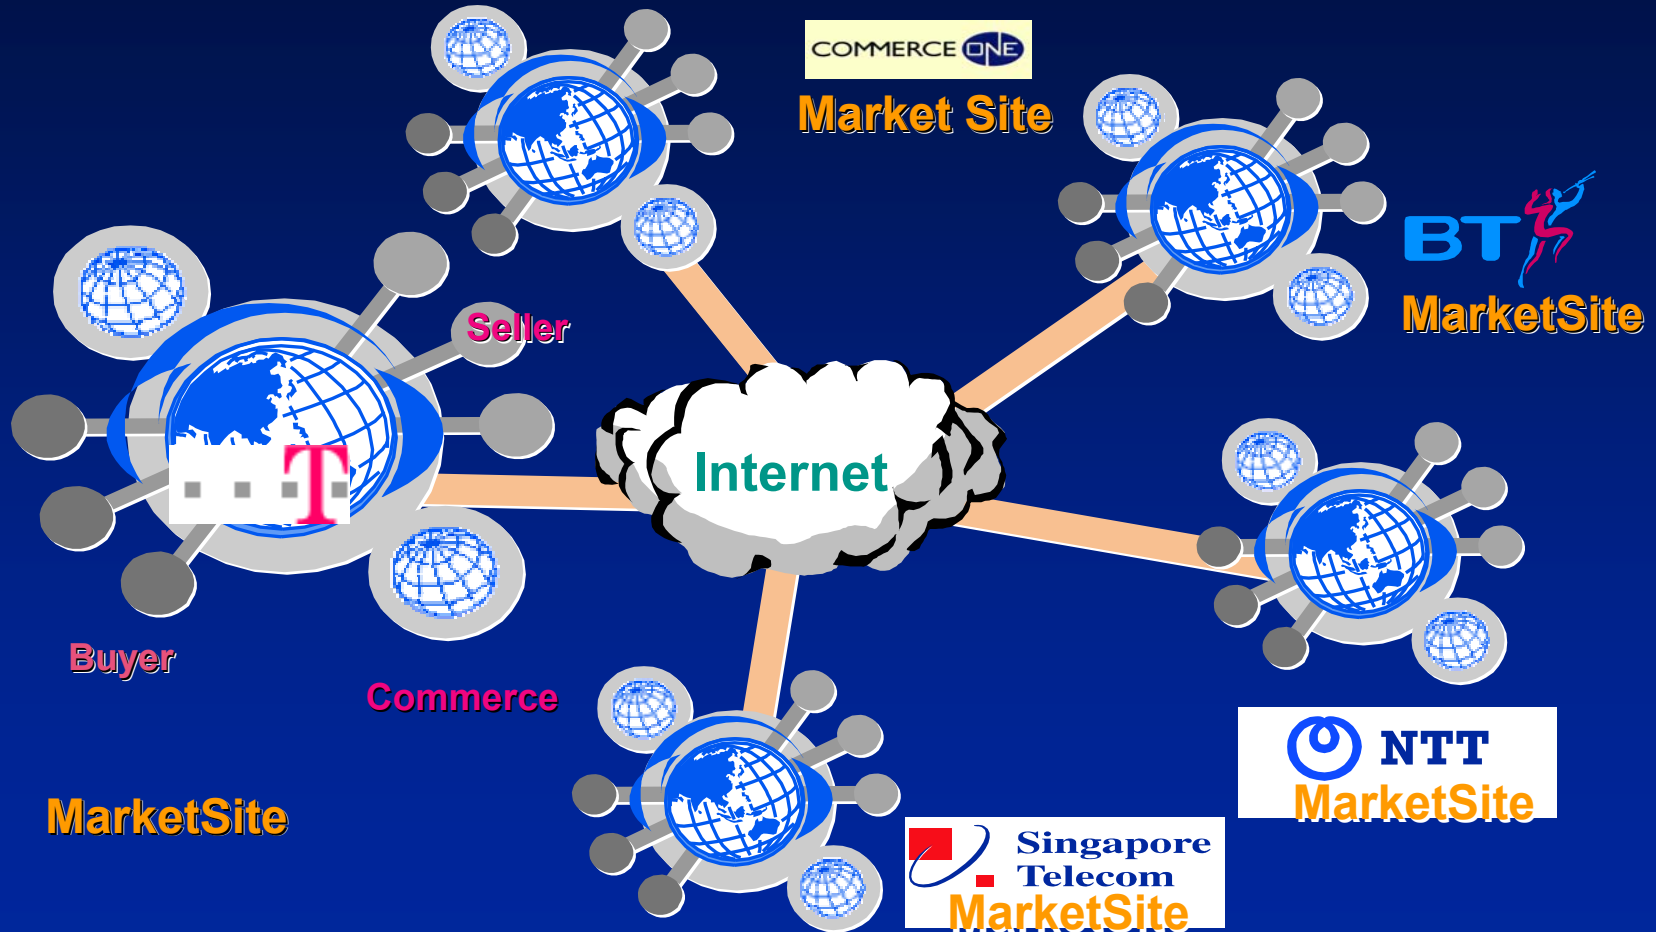 COMMERCE ONE
Market Site
BT
MarketSite
Seller
Internet
T
Buyer
Commerce
NTT
MarketSite
MarketSite
Singapore
Telecom
MarketSite